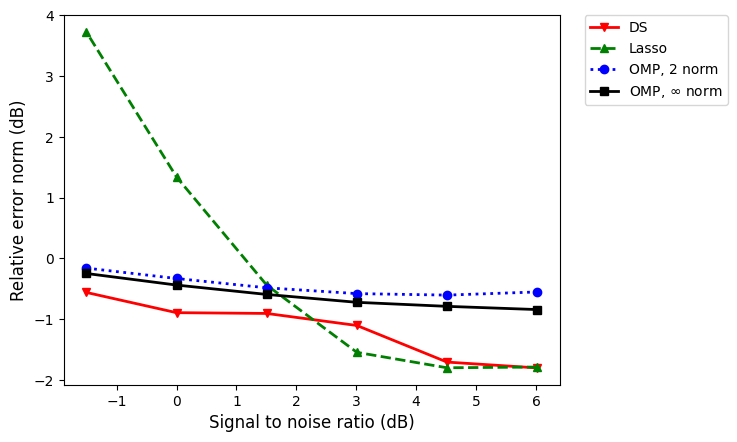 4
3
2
1
0
−1
−2
Relative error norm (dB)
−1 0 1 2 3 4 5 6
Signal to noise ratio (dB)
DS
Lasso
OMP, 2 norm
OMP, ∞ norm